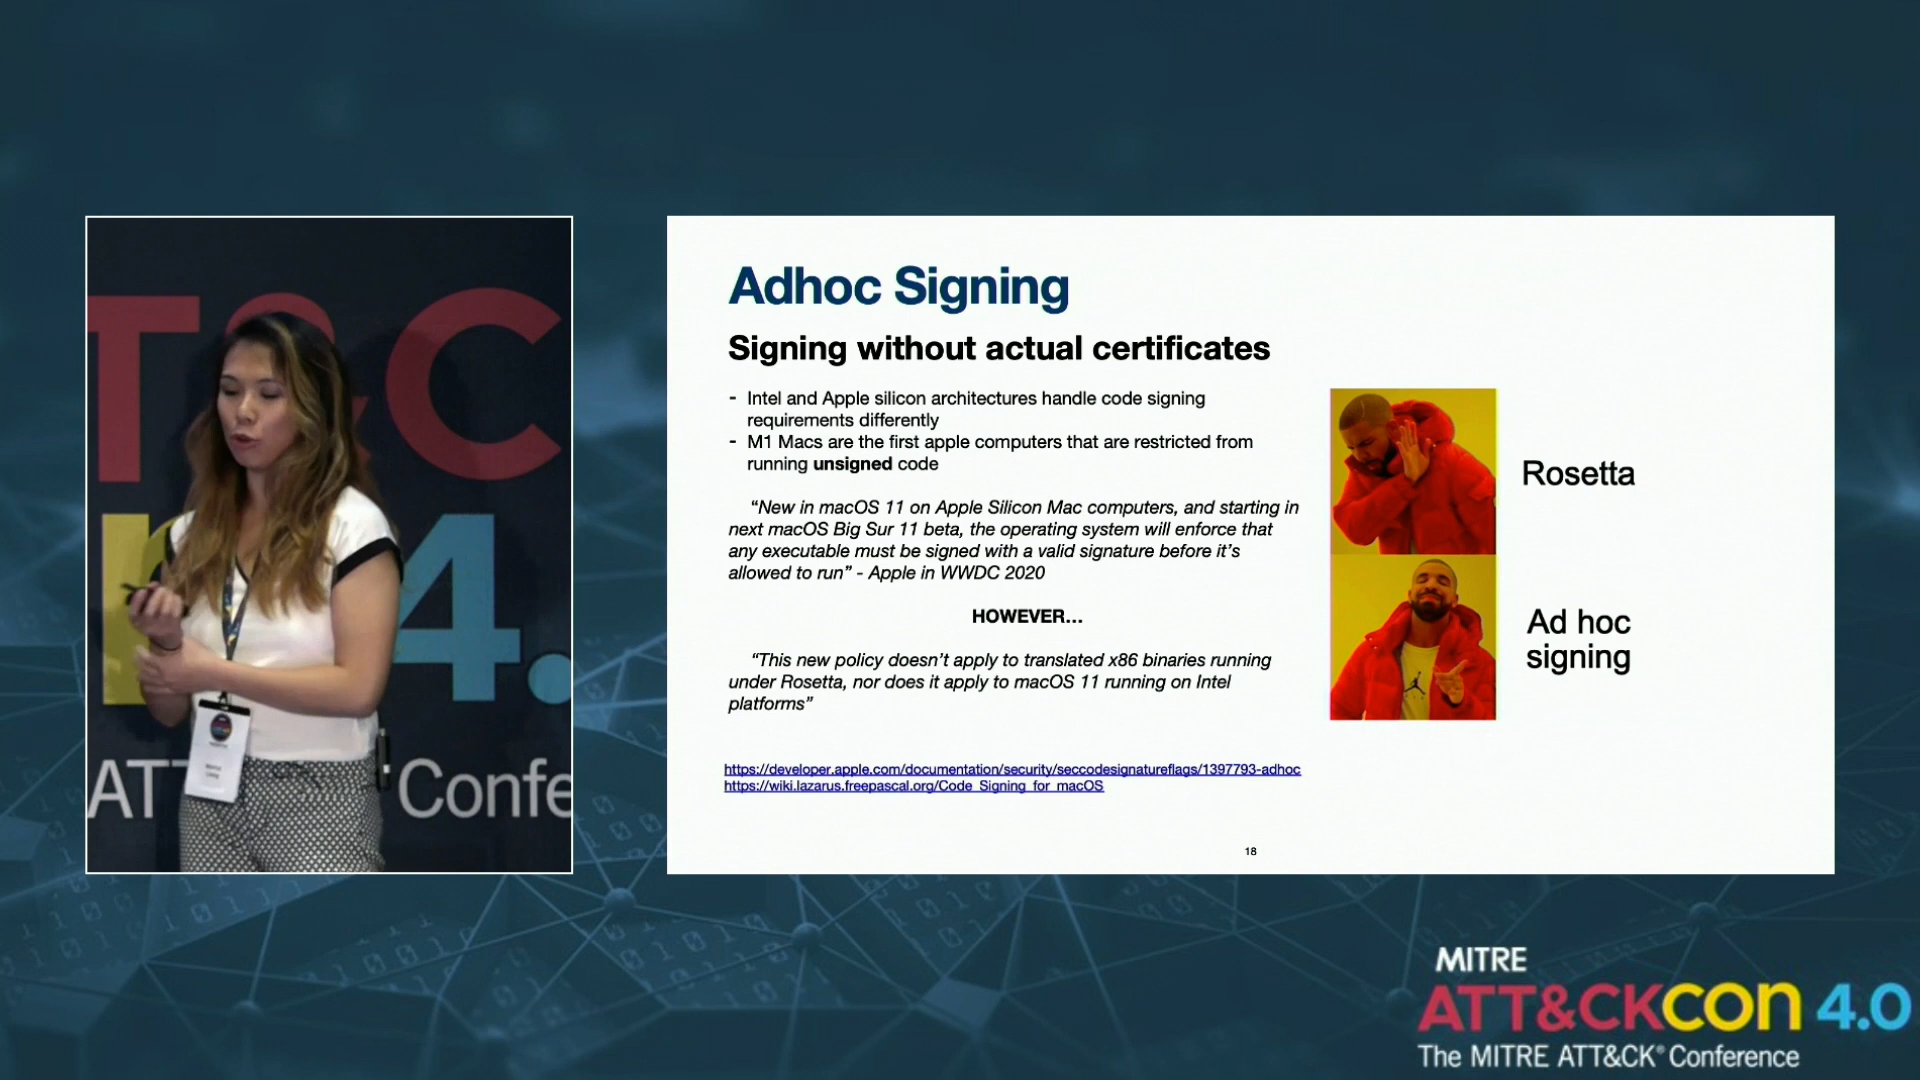 T&C
4.
ATT
Confe
Adhoc Signing
Signing without actual certificates
- Intel and Apple silicon architectures handle code signing
requirements differently
- M1 Macs are the first apple computers that are restricted from
running unsigned code
“New in macOS 11 on Apple Silicon Mac computers, and starting in
next macOS Big Sur 11 beta, the operating system will enforce that
any executable must be signed with a valid signature before it’s
allowed to run” - Apple in WWDC 2020
HOWEVER...
“This new policy doesn’t apply to translated x86 binaries running
under Rosetta, nor does it apply to macOS 11 running on Intel
platforms”
https://developer.apple.com/documentation/security/seccodesignatureflags/1397793-adhoc
https://wiki.lazarus.freepascal.org/Code_Signing_for_macOS
Rosetta
Ad hoc
signing
18
MITRE
ATT&CKCON 4.0
The MITRE ATT&CK® Conference